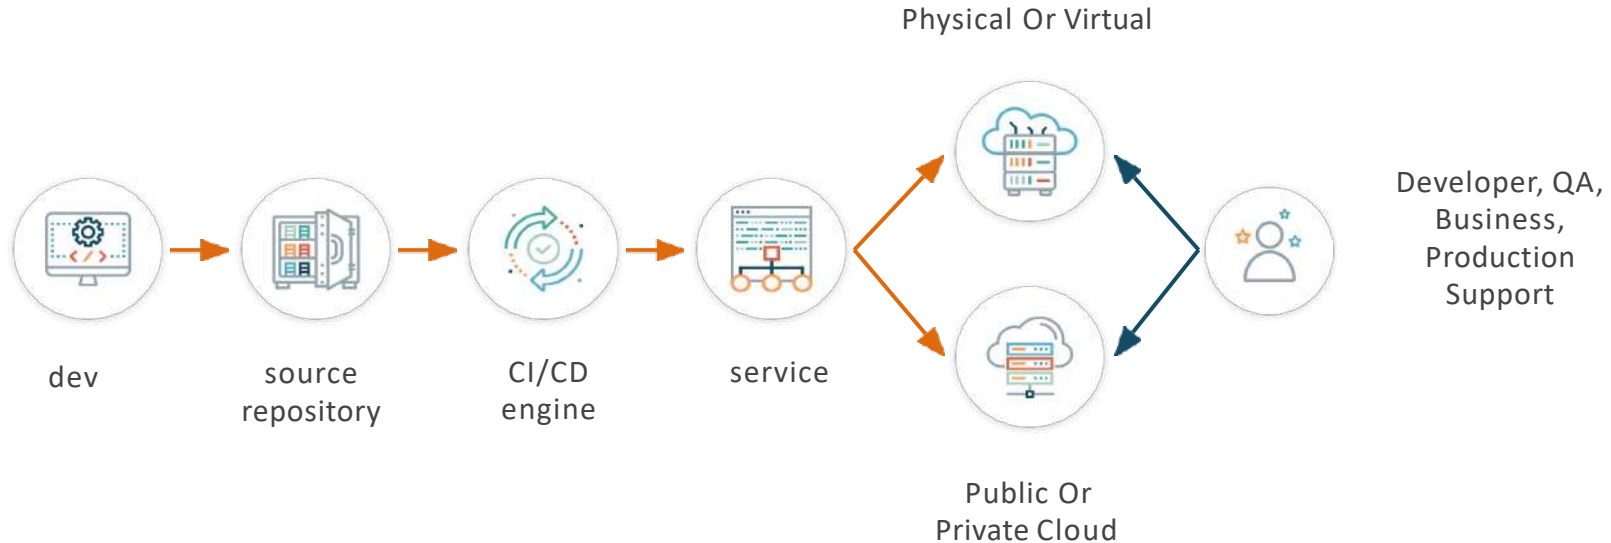 Physical Or Virtual
Developer, QA,
Business,
Production
Support
dev
source
repository
CI/CD
engine
service
Public Or
Private Cloud